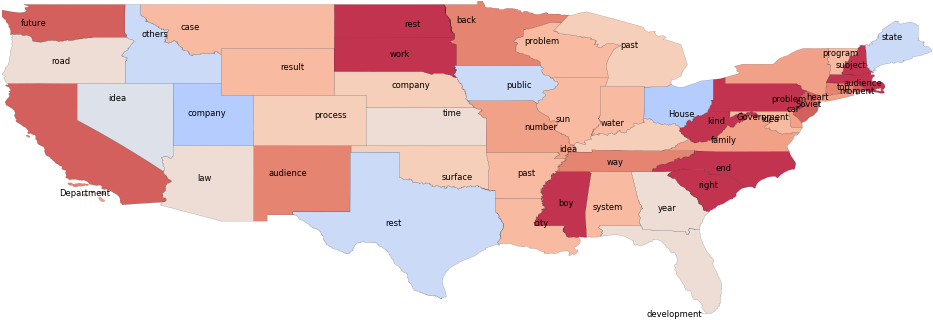 future
others
case
rest
back
problem
past
state
road
result
work
company
public
program
subject
audience
moment
idea
company
process
time
number
sun
water
House
kind
problem
heart
Soviet
car
Government
family
law
audience
surface
idea
past
way
end
right
rest
city
boy
system
year
Department
development